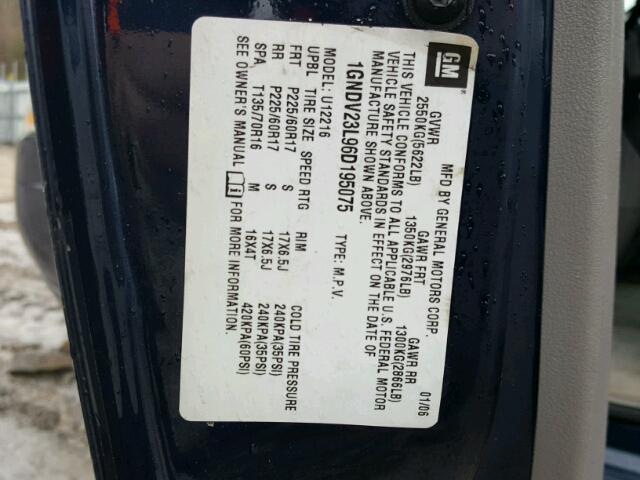 GM
MFD BY GENERAL MOTORS CORP. 01/06
GVWR GAWR FRT GAWR RR
2550KG(5622LB) 1350KG(2976LB) 1300KG(2866LB)
THIS VEHICLE CONFORMS TO ALL APPLICABLE U.S. FEDERAL MOTOR
VEHICLE SAFETY STANDARDS IN EFFECT ON THE DATE OF
MANUFACTURE SHOWN ABOVE.
1GNDV23L96D195075 TYPE: M.P.V.
MODEL: U12216
UPBL TIRE SIZE SPEED RTG RIM COLD TIRE PRESSURE
FRT P225/60R17 S 17X6.5J 240KPA(35PSI)
RR P225/60R17 S 17X6.5J 240KPA(35PSI)
SPA T135/70R16 M 16X4T 420KPA(60PSI)
SEE OWNER'S MANUAL FOR MORE INFORMATION.